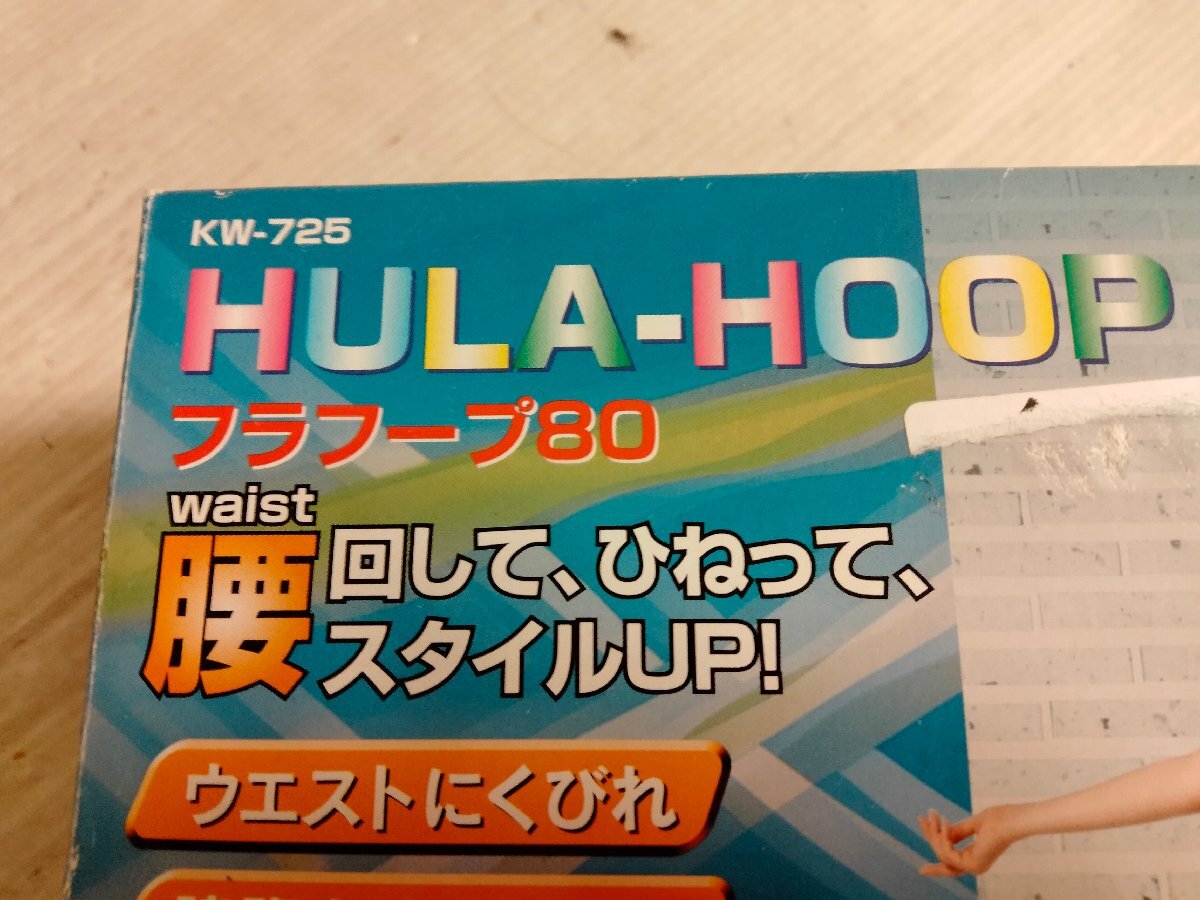 KW-725
HULA-HOOP
フラフープ80
waist
腰回して、ひねって、
スタイルUP!
ウエストにくびれ